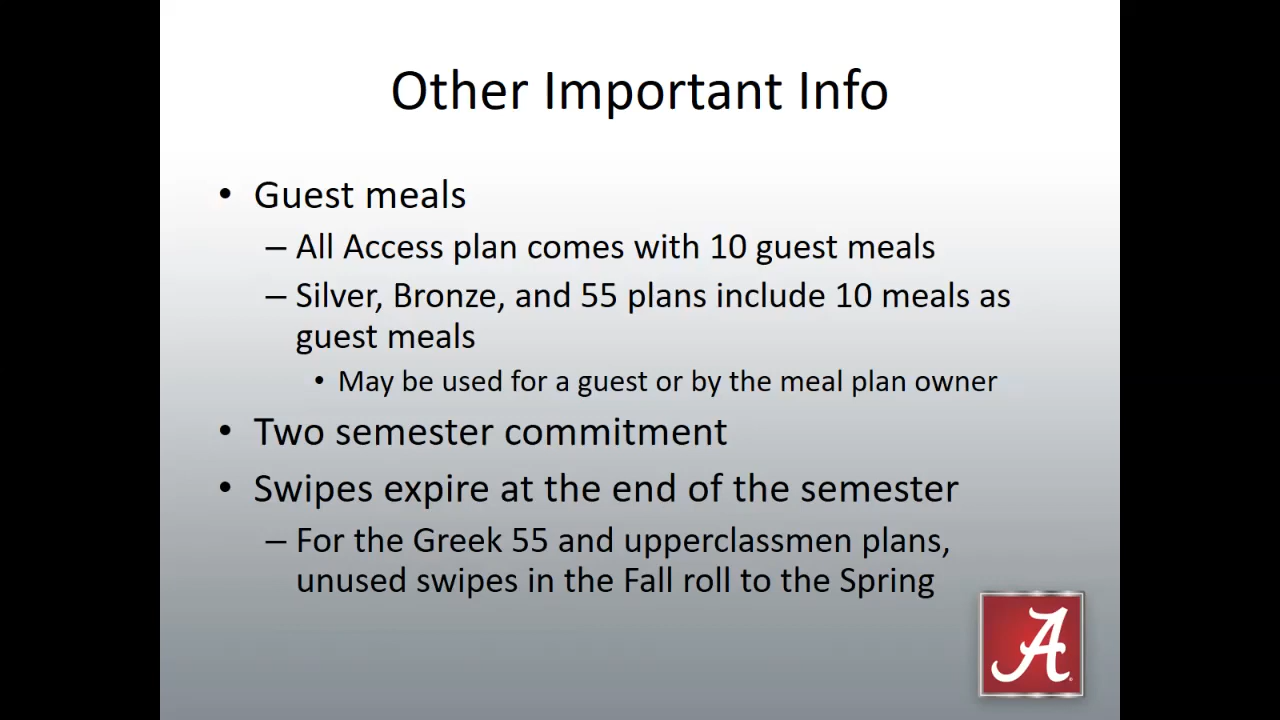 Other Important Info
• Guest meals
– All Access plan comes with 10 guest meals
– Silver, Bronze, and 55 plans include 10 meals as
guest meals
• May be used for a guest or by the meal plan owner
• Two semester commitment
• Swipes expire at the end of the semester
– For the Greek 55 and upperclassmen plans,
unused swipes in the Fall roll to the Spring
A